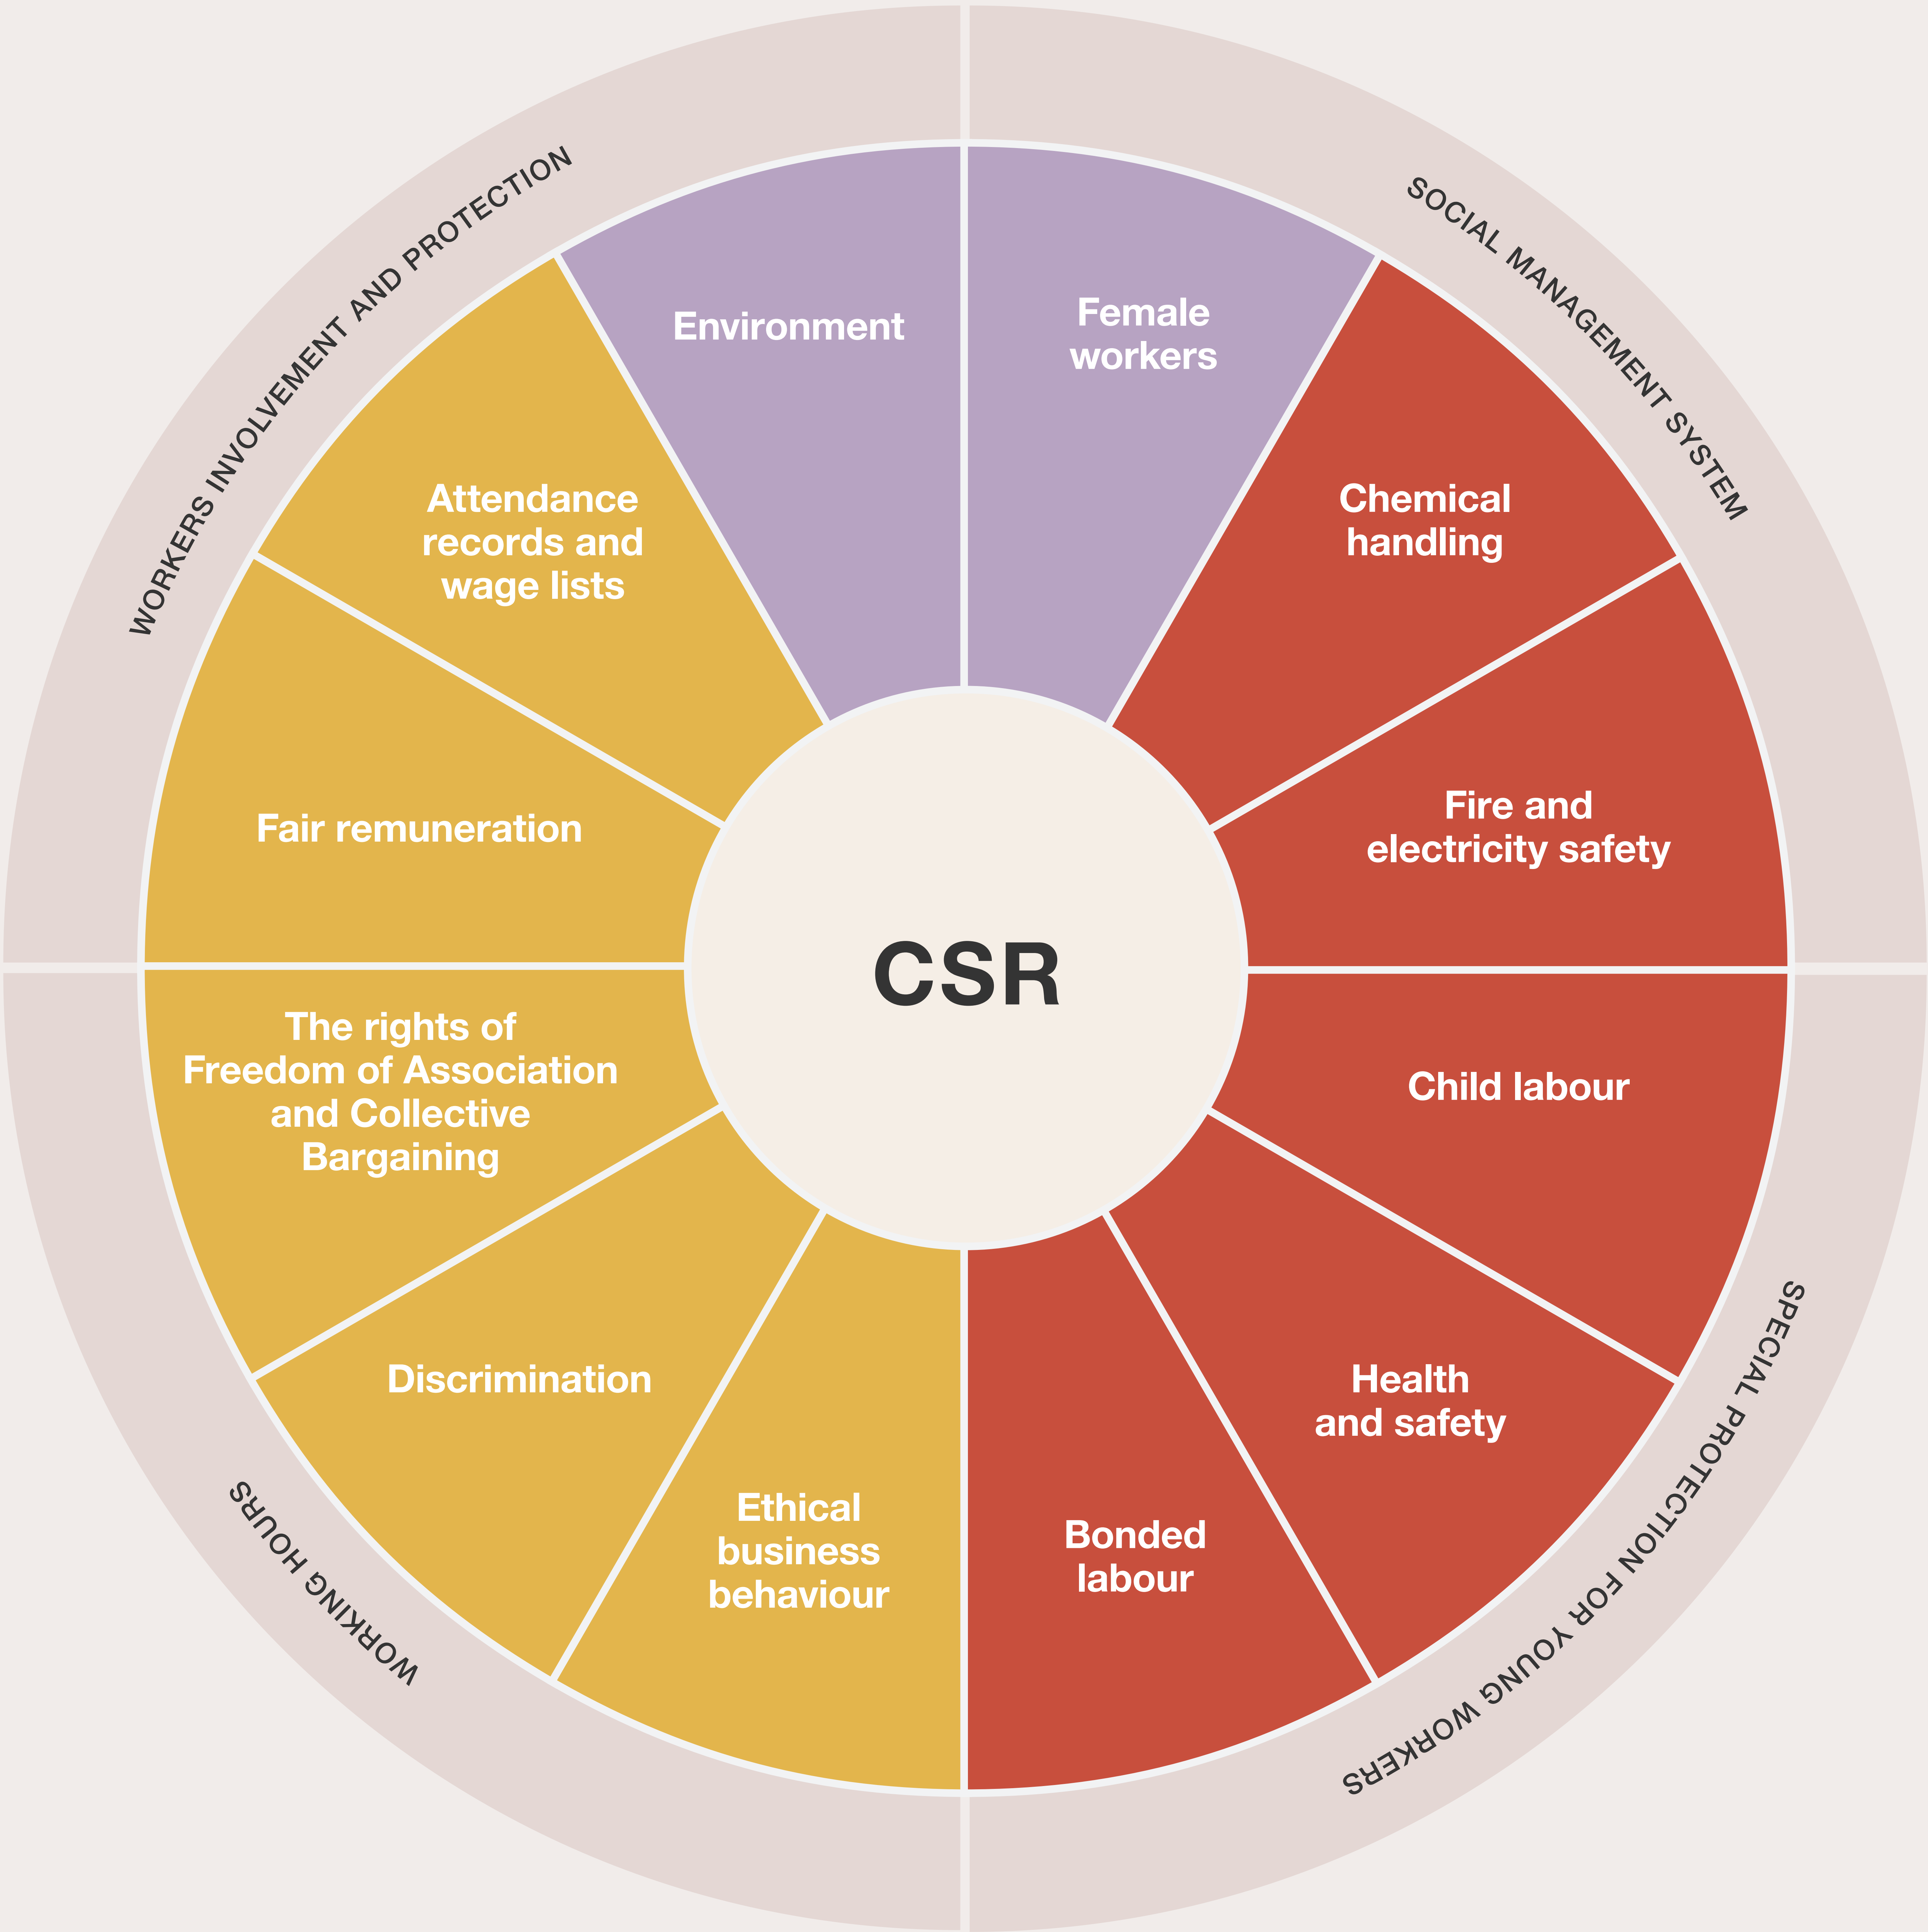 WORKERS INVOLVEMENT AND PROTECTION
SOCIAL MANAGEMENT SYSTEM
SPECIAL PROTECTION FOR YOUNG WORKERS
WORKING HOURS
Environment
Female
workers
Chemical
handling
Fire and
electricity safety
Child labour
Health
and safety
Bonded
labour
Ethical
business
behaviour
Discrimination
The rights of
Freedom of Association
and Collective
Bargaining
Fair remuneration
Attendance
records and
wage lists
CSR